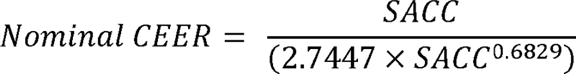 Nominal CEER = SACC / (2.7447 × SACC^0.6829)